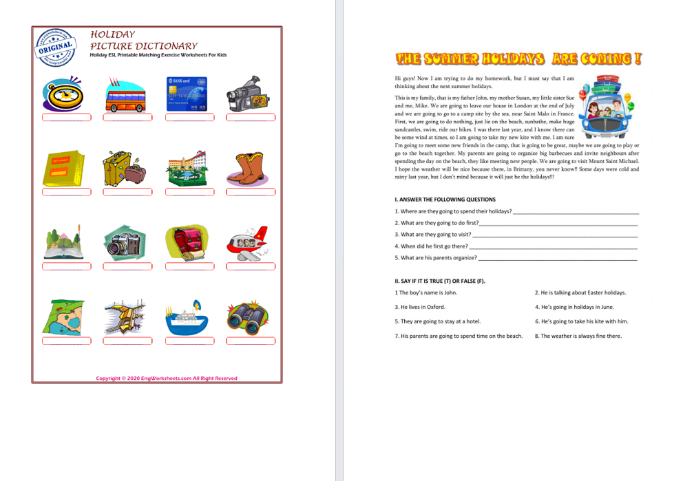 ORIGINAL
HOLIDAY
PICTURE DICTIONARY
Holiday ESL Printable Matching Exercise Worksheets For Kids
Copyright © 2020 EngWorksheets.com All Right Reserved
THE SUMMER HOLIDAYS ARE COMING !
Hi guys! Now I am trying to do my homework, but I must say that I am
thinking about the next summer holidays.
This is my family, that is my father John, my mother Susan, my little sister Sue
and me, Mike. We are going to leave our house in London at the end of July
and we are going to go to a camp site by the sea, near Saint Malo in France.
First, we are going to do nothing, just lie on the beach, sunbathe, make huge
sandcastles, swim, ride our bikes. I was there last year, and I know there can
be some wind at times, so I am going to take my new kite with me. I am sure
I'm going to meet some new friends in the camp, that is going to be great, maybe we are going to play or
go to the beach together. My parents are going to organize big barbecues and invite neighbours after
spending the day on the beach, they like meeting new people. We are going to visit Mount Saint Michael.
I hope the weather will be nice because there, in Brittany, you never know!! Some days were cold and
rainy last year, but I don't mind because it will just be the holidays!!!
I. ANSWER THE FOLLOWING QUESTIONS
1. Where are they going to spend their holidays?
2. What are they going to do first?
3. What are they going to visit?
4. When did he first go there?
5. What are his parents organize?
II. SAY IF IT IS TRUE (T) OR FALSE (F).
1 The boy's name is John. 2. He is talking about Easter holidays.
3. He lives in Oxford. 4. He's going in holidays in June.
5. They are going to stay at a hotel. 6. He's going to take his kite with him.
7. His parents are going to spend time on the beach. 8. The weather is always fine there.